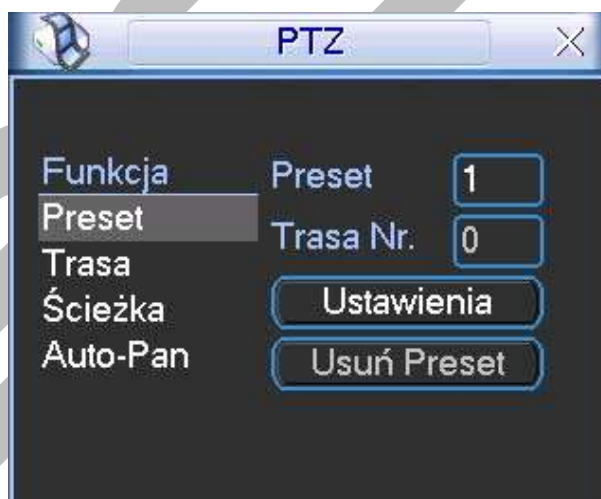 PTZ
Funkcja
Preset
Trasa
Ścieżka
Auto-Pan
Preset 1
Trasa Nr. 0
Ustawienia
Usuń Preset